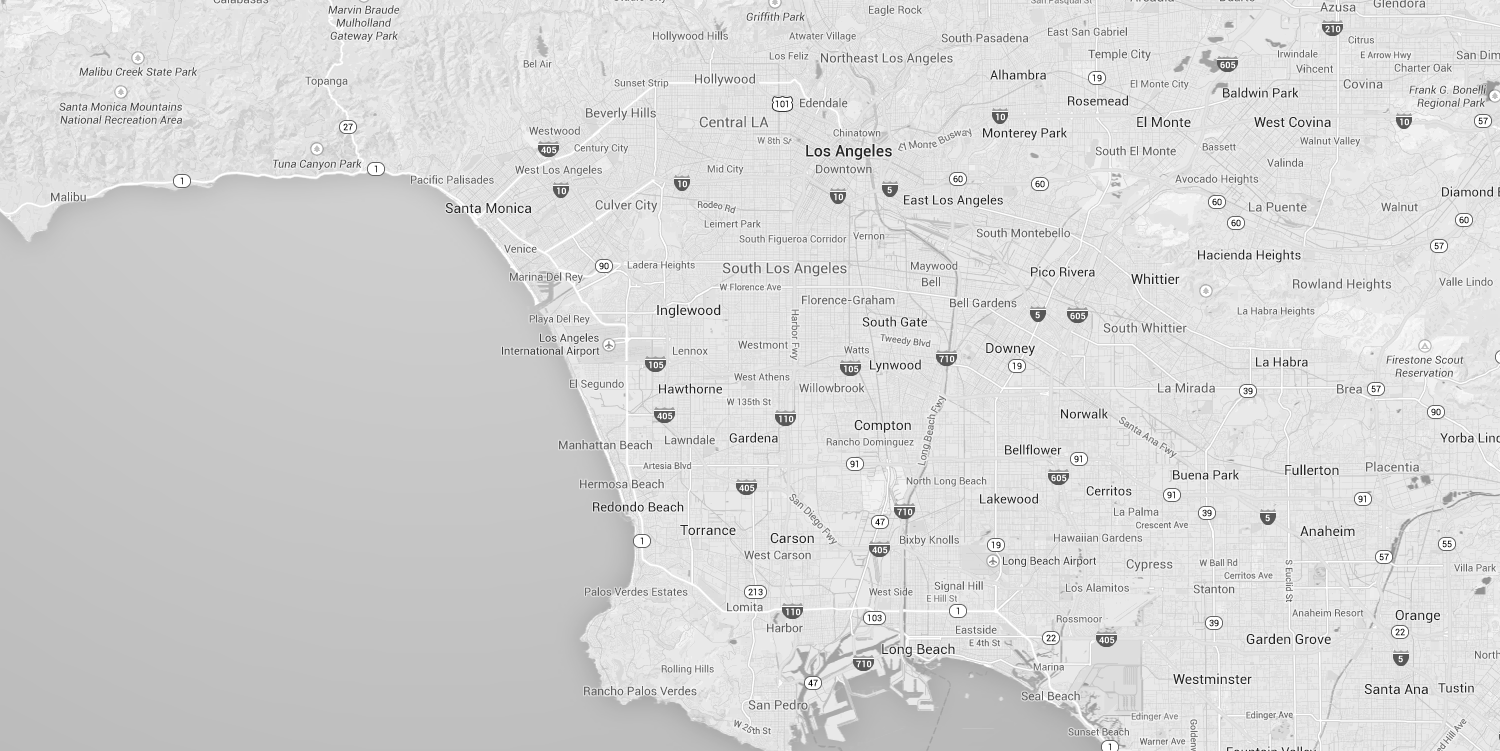 Calabasas
Eagle Rock
Azusa
Glendora
Marvin Braude
Mulholland
Gateway Park
Griffith Park
Hollywood Hills
Atwater Village
South Pasadena
East San Gabriel
210
Citrus
Los Feliz
Northeast Los Angeles
Temple City
Irwindale
E Arrow Hwy
Bel Air
605
Vincent
Charter Oak
Malibu Creek State Park
Topanga
Sunset Strip
Hollywood
Alhambra
19
El Monte City
Covina
Baldwin Park
Frank G. Bonelli
Regional Park
Santa Monica Mountains
National Recreation Area
101
Edendale
Rosemead
Beverly Hills
Central LA
10
El Monte
West Covina
10
57
27
Westwood
Chinatown
El Monte Busway
Monterey Park
405
Century City
W 8th St
Los Angeles
South El Monte
Bassett
Walnut Valley
Tuna Canyon Park
1
West Los Angeles
Mid City
Downtown
Valinda
1
Pacific Palisades
10
10
10
5
60
60
Avocado Heights
Malibu
Santa Monica
Culver City
Rodeo Rd
East Los Angeles
60
La Puente
Walnut
60
Leimert Park
60
Venice
South Figueroa Corridor
Vernon
South Montebello
57
Hacienda Heights
90
Ladera Heights
South Los Angeles
Maywood
Bell
Pico Rivera
Whittier
Marina Del Rey
W Florence Ave
Rowland Heights
Valle Lindo
Inglewood
Florence-Graham
Bell Gardens
La Habra Heights
Playa Del Rey
Harbor Fwy
South Gate
5
605
South Whittier
Los Angeles
International Airport
Lennox
Westmont
Watts
Tweedy Blvd
710
Downey
Firestone Scout
Reservation
105
105
Lynwood
19
La Habra
El Segundo
Hawthorne
West Athens
Willowbrook
La Mirada
39
Brea
57
W 135th St
405
110
Long Beach Fwy
Norwalk
Santa Ana Fwy
90
Compton
Manhattan Beach
Lawndale
Gardena
Rancho Dominguez
Yorba Lind
Artesia Blvd
91
Bellflower
91
Buena Park
Fullerton
Placentia
Hermosa Beach
405
North Long Beach
605
Redondo Beach
San Diego Fwy
Lakewood
Cerritos
91
91
710
La Palma
39
5
Torrance
Carson
47
Crescent Ave
Anaheim
1
West Carson
405
Bixby Knolls
19
Hawaiian Gardens
55
57
Long Beach Airport
Cypress
W Ball Rd
S Euclid St
Villa Park
Cerritos Ave
Palos Verdes Estates
213
West Side
Signal Hill
Los Alamitos
Stanton
Lomita
110
E Hill St
1
Anaheim Resort
Orange
103
Rossmoor
39
Harbor
Eastside
22
405
22
E 4th St
Garden Grove
Long Beach
710
5
Rolling Hills
Marina
47
Westminster
Rancho Palos Verdes
Seal Beach
Santa Ana
Tustin
San Pedro
W 25th St
Edinger Ave
Edinger Ave
Sunset Beach
1
Warner Ave
Fountain Valley